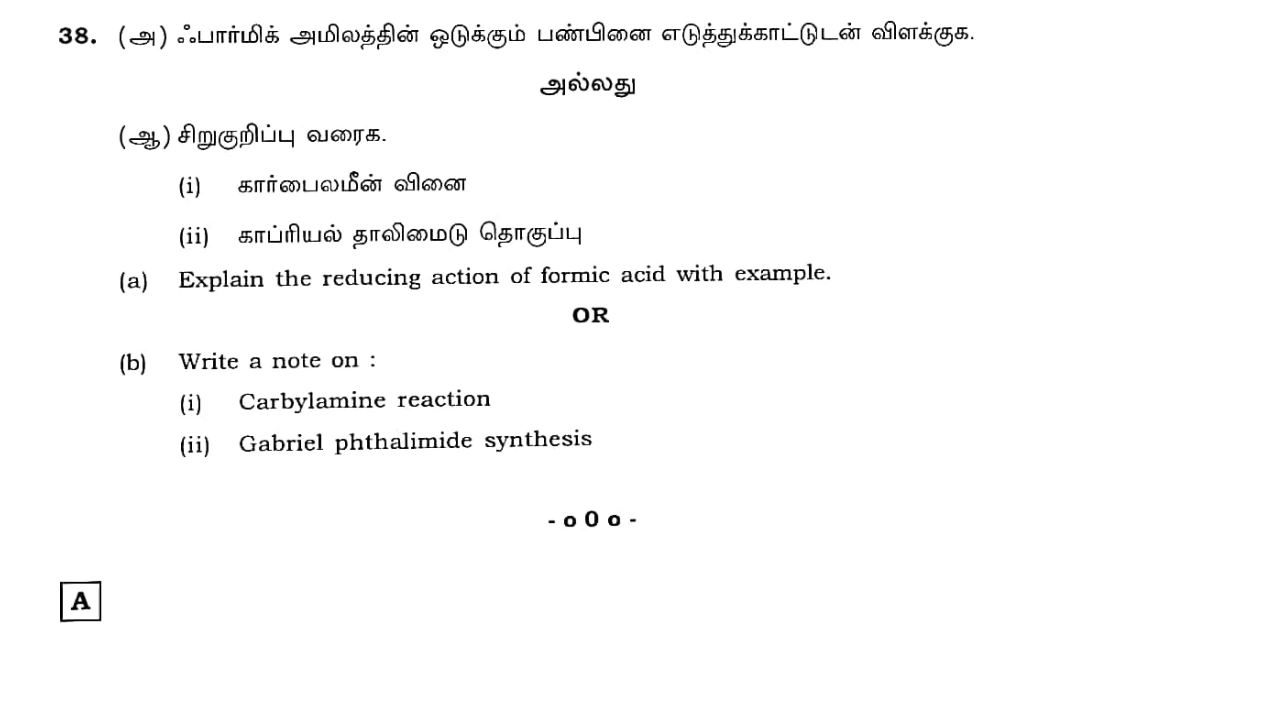 38. (அ) ஃபார்மிக் அமிலத்தின் ஒடுக்கும் பண்பினை எடுத்துக்காட்டுடன் விளக்குக.
அல்லது
(ஆ) சிறுகுறிப்பு வரைக.
(i) கார்பைலமீன் வினை
(ii) காப்ரியல் தாலிமைடு தொகுப்பு
(a) Explain the reducing action of formic acid with example.
OR
(b) Write a note on :
(i) Carbylamine reaction
(ii) Gabriel phthalimide synthesis
- o 0 o -
A